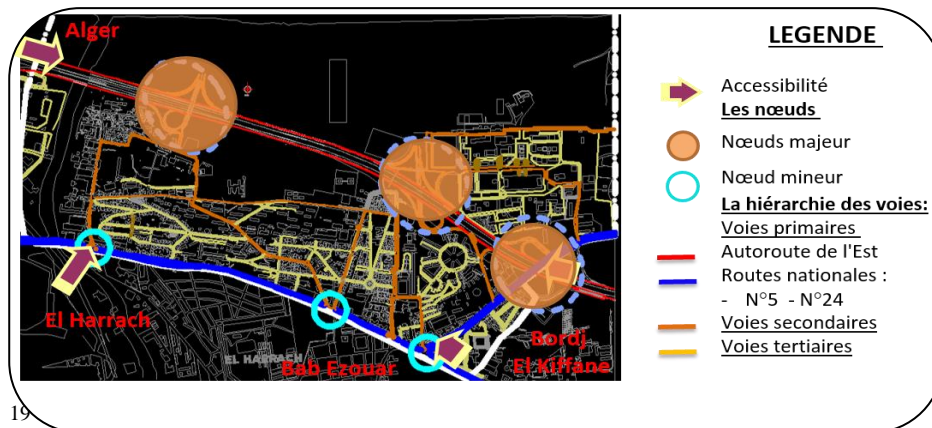 Alger
El Harrach
EL HARRACH
Bab Ezouar
Bordj
El Kiffane
LEGENDE
Accessibilité
Les nœuds
Nœuds majeur
Nœud mineur
La hiérarchie des voies:
Voies primaires
Autoroute de l'Est
Routes nationales :
- N°5 - N°24
Voies secondaires
Voies tertiaires
19